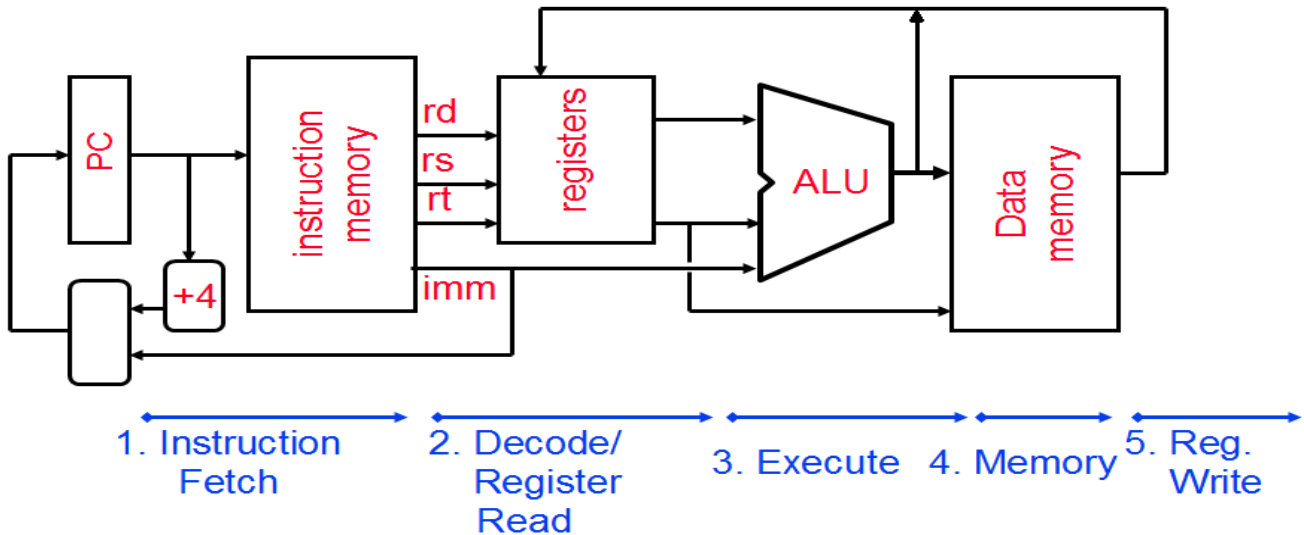 PC
+4
instruction
memory
rd
rs
rt
imm
registers
ALU
Data
memory
1. Instruction
Fetch
2. Decode/
Register
Read
3. Execute
4. Memory
5. Reg.
Write